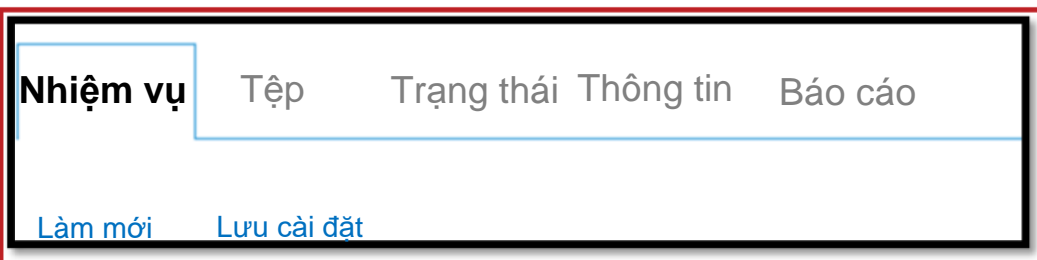 Nhiệm vụ Tệp Trạng thái Thông tin Báo cáo
Làm mới Lưu cài đặt